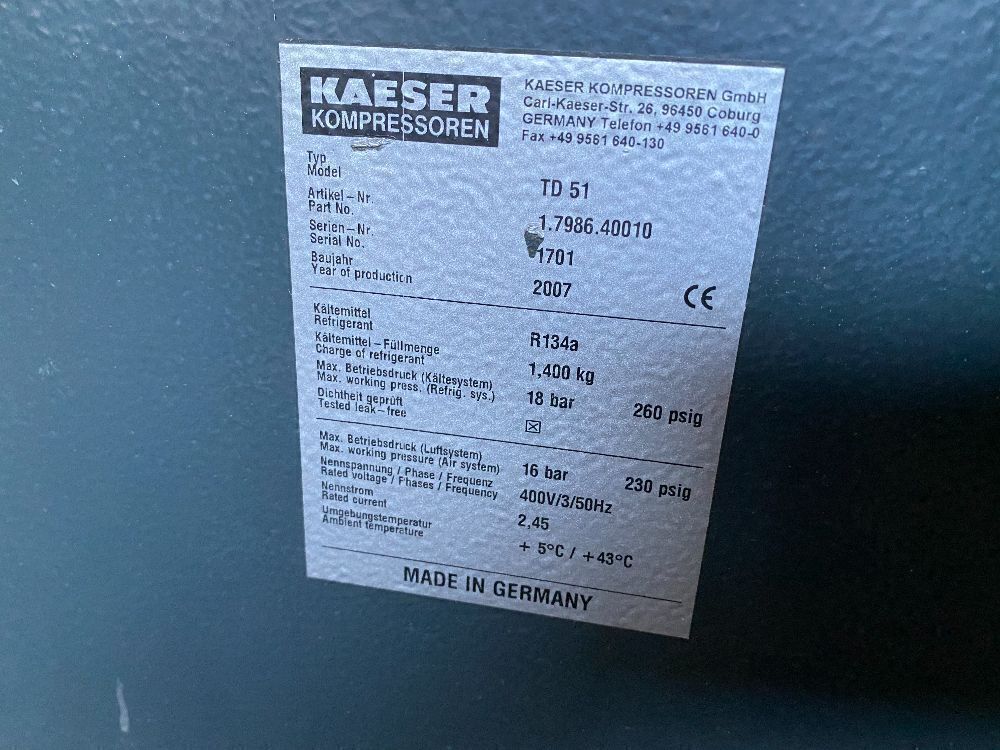 KAESER
KOMPRESSOREN
KAESER KOMPRESSOREN GmbH
Carl-Kaeser-Str. 26, 96450 Coburg
GERMANY Telefon +49 9561 640-0
Fax +49 9561 640-130
Typ
Model
TD 51
Artikel – Nr.
Part No.
1.7986.40010
Serien – Nr.
Serial No.
1701
Baujahr
Year of production
2007
CE
Kältemittel
Refrigerant
R134a
Kältemittel – Füllmenge
Charge of refrigerant
1,400 kg
Max. Betriebsdruck (Kältesystem)
Max. working press. (Refrig. sys.)
18 bar 260 psig
Dichtheit geprüft
Tested leak – free
☒
Max. Betriebsdruck (Luftsystem)
Max. working pressure (Air system)
16 bar 230 psig
Nennspannung / Phase / Frequenz
Rated voltage / Phases / Frequency
400V/3/50Hz
Nennstrom
Rated current
2,45
Umgebungstemperatur
Ambient temperature
+ 5°C / +43°C
MADE IN GERMANY